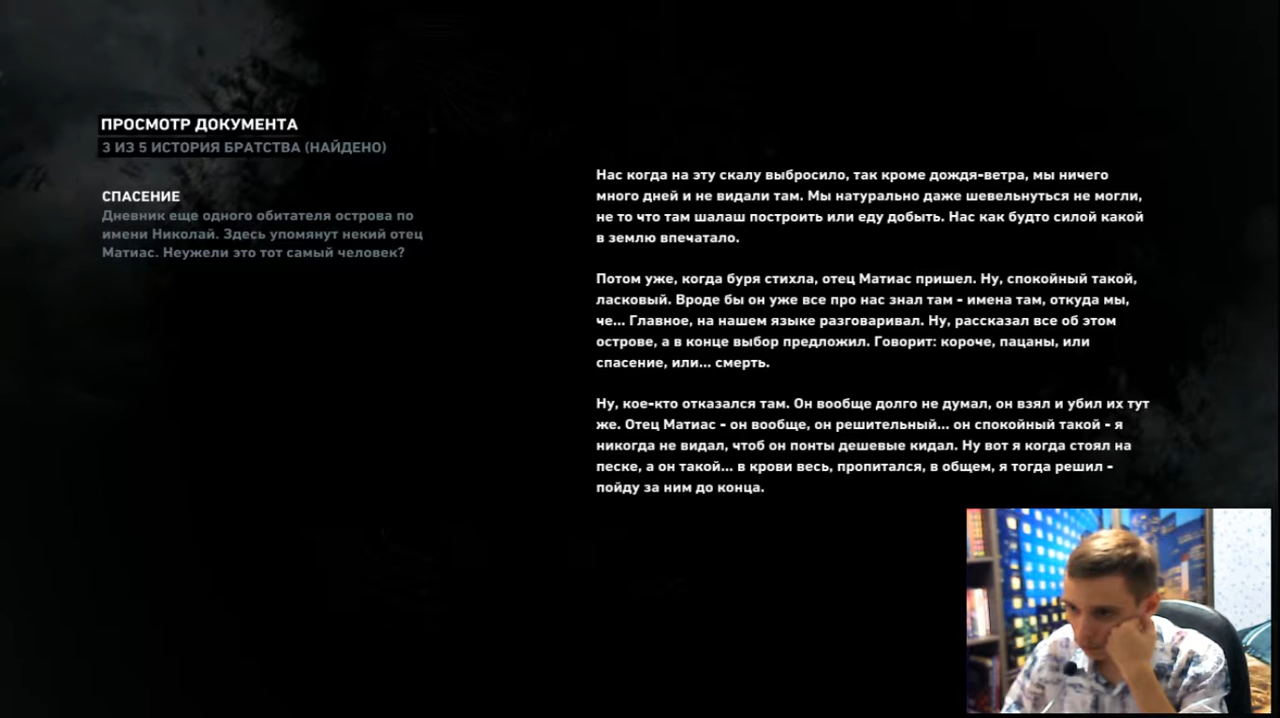 ПРОСМОТР ДОКУМЕНТА
3 ИЗ 5 ИСТОРИЯ БРАТСТВА (НАЙДЕНО)
СПАСЕНИЕ
Дневник еще одного обитателя острова по
имени Николай. Здесь упомянут некий отец
Матиас. Неужели это тот самый человек?
Нас когда на эту скалу выбросило, так кроме дождя-ветра, мы ничего
много дней и не видали там. Мы натурально даже шевельнуться не могли,
не то что там шалаш построить или еду добыть. Нас как будто силой какой
в землю впечатало.
Потом уже, когда буря стихла, отец Матиас пришел. Ну, спокойный такой,
ласковый. Вроде бы он уже все про нас знал там - имена там, откуда мы,
че... Главное, на нашем языке разговаривал. Ну, рассказал все об этом
острове, а в конце выбор предложил. Говорит: короче, пацаны, или
спасение, или... смерть.
Ну, кое-кто отказался там. Он вообще долго не думал, он взял и убил их тут
же. Отец Матиас - он вообще, он решительный... он спокойный такой - я
никогда не видал, чтоб он понты дешевые кидал. Ну вот я когда стоял на
песке, а он такой... в крови весь, пропитался, в общем, я тогда решил -
пойду за ним до конца.